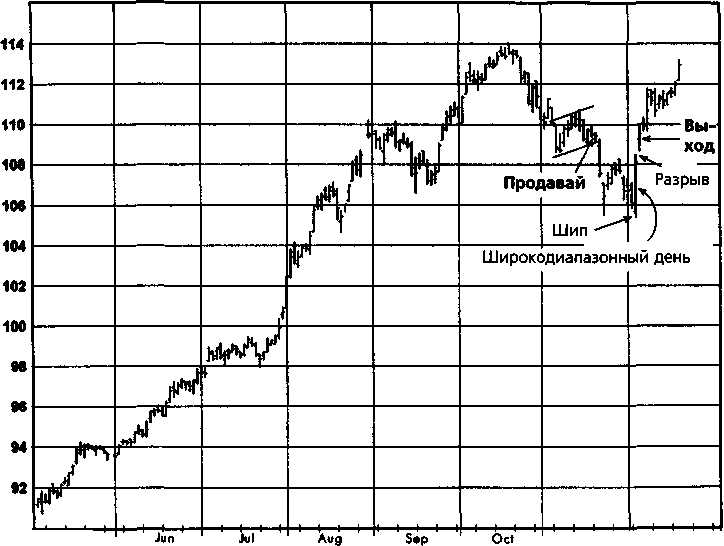 114
112
110
108
106
104
102
100
98
96
94
92
Вы-
ход
Разрыв
Продавай
Шип
Широкодиапазонный день
Jun
Jul
Aug
Sep
Oct